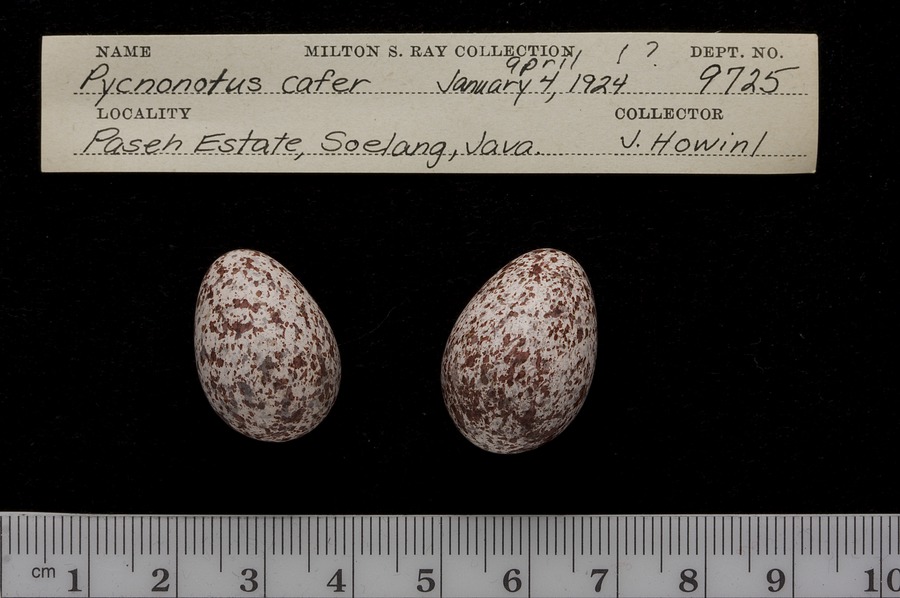 NAME MILTON S. RAY COLLECTION DEPT. NO.
april ( ?
Pycnonotus cafer January 4, 1924 9725
LOCALITY COLLECTOR
Paseh Estate, Soelang, Java. J. Howinl
cm 1 2 3 4 5 6 7 8 9 10